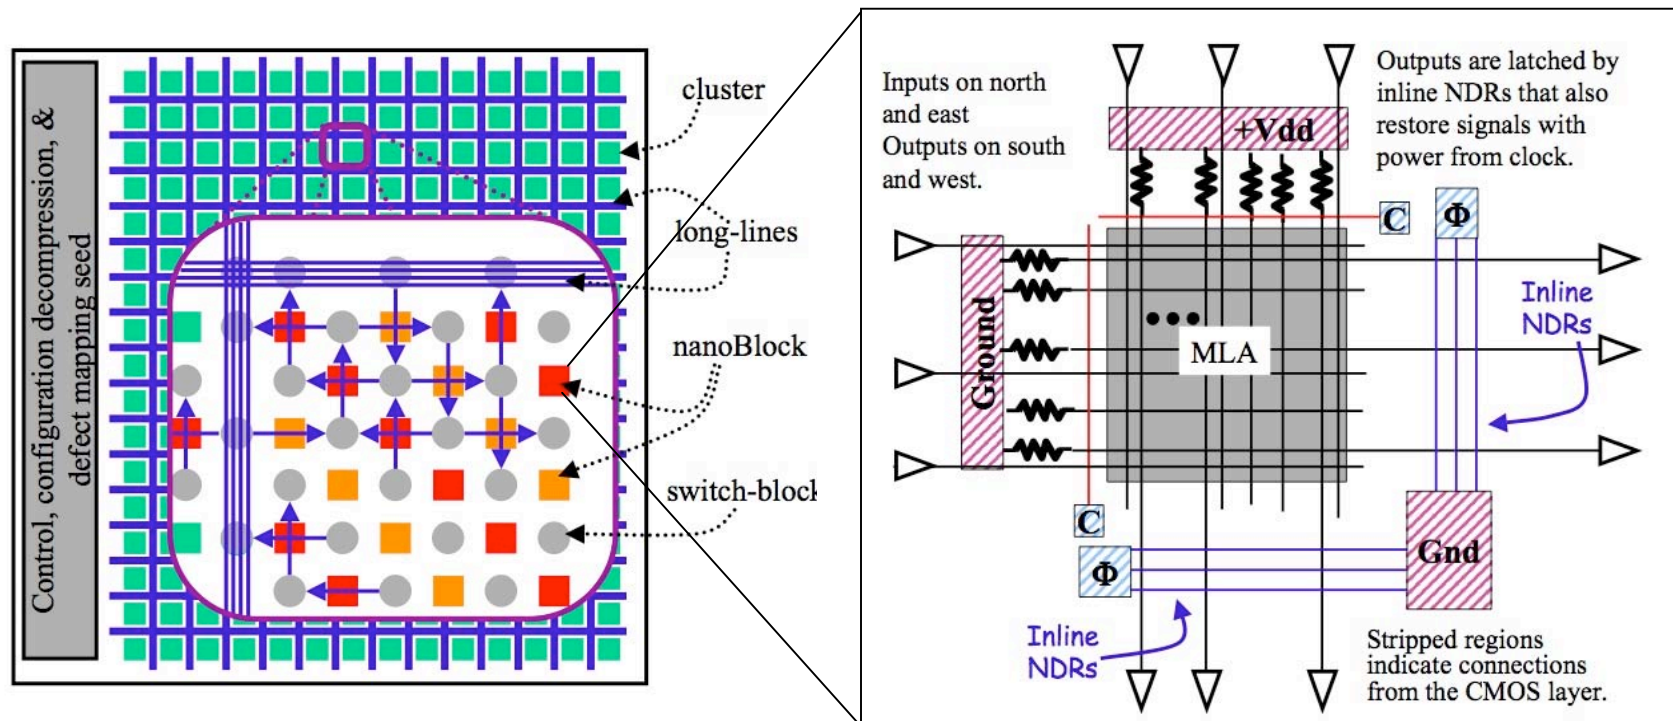 Control, configuration decompression, &
defect mapping seed
cluster
long-lines
nanoBlock
switch-block
Inputs on north
and east
Outputs on south
and west.
+Vdd
Outputs are latched by
inline NDRs that also
restore signals with
power from clock.
C
Φ
Ground
MLA
Inline
NDRs
C
Φ
Gnd
Inline
NDRs
Stripped regions
indicate connections
from the CMOS layer.